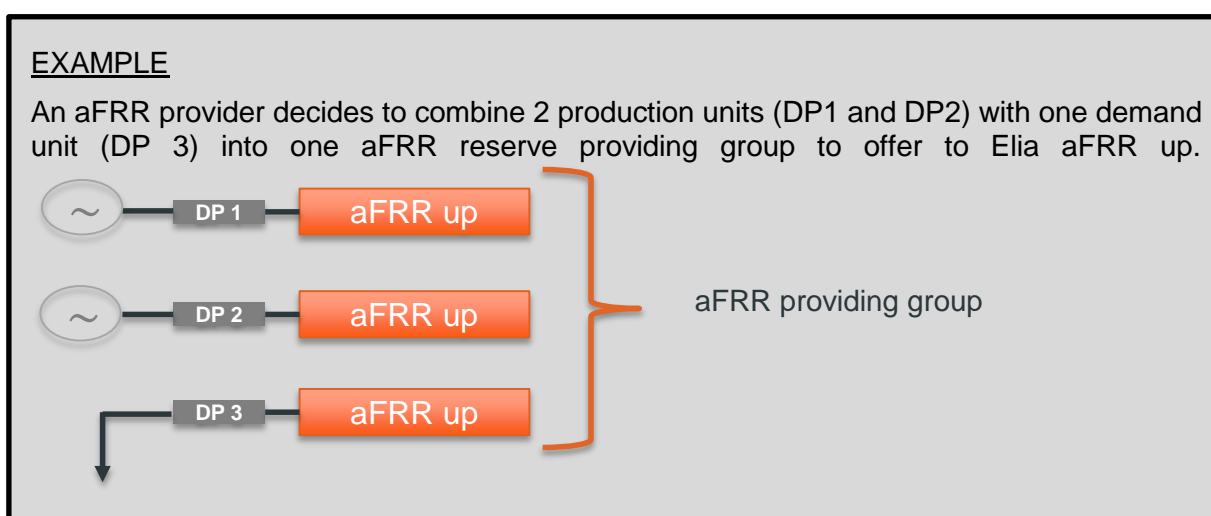 EXAMPLE
An aFRR provider decides to combine 2 production units (DP1 and DP2) with one demand
unit (DP 3) into one aFRR reserve providing group to offer to Elia aFRR up.
~ DP 1 aFRR up
~ DP 2 aFRR up
aFRR providing group
DP 3 aFRR up